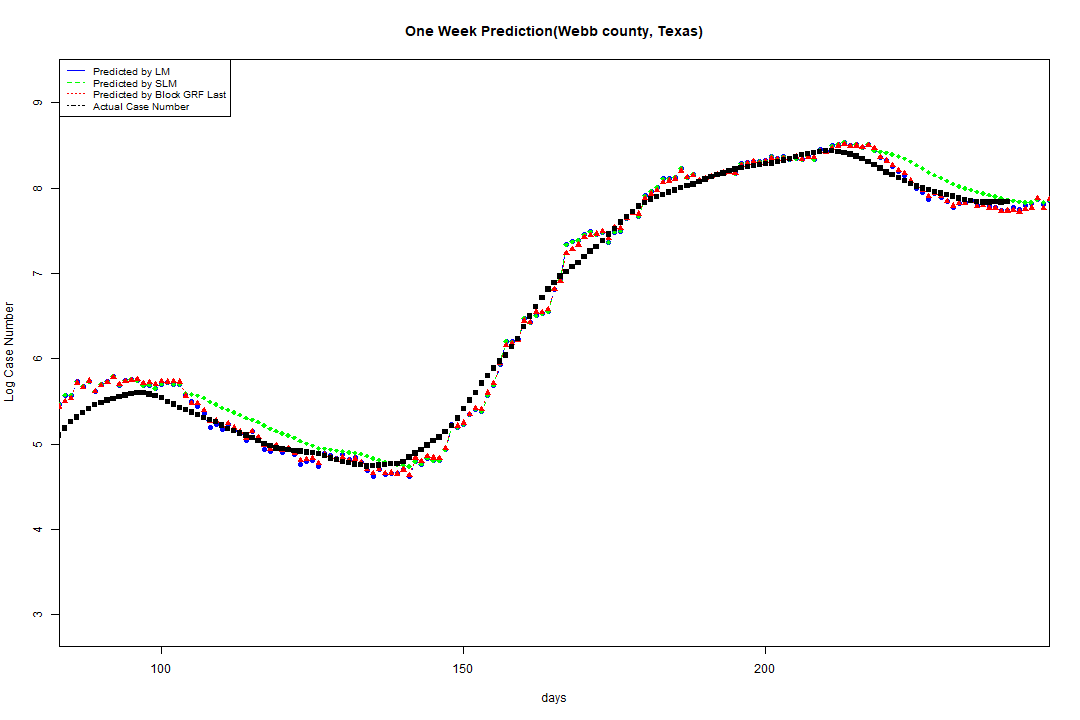 One Week Prediction(Webb county, Texas)
Predicted by LM
Predicted by SLM
Predicted by Block GRF Last
Actual Case Number
9
8
7
6
5
4
3
Log Case Number
100 150 200
days